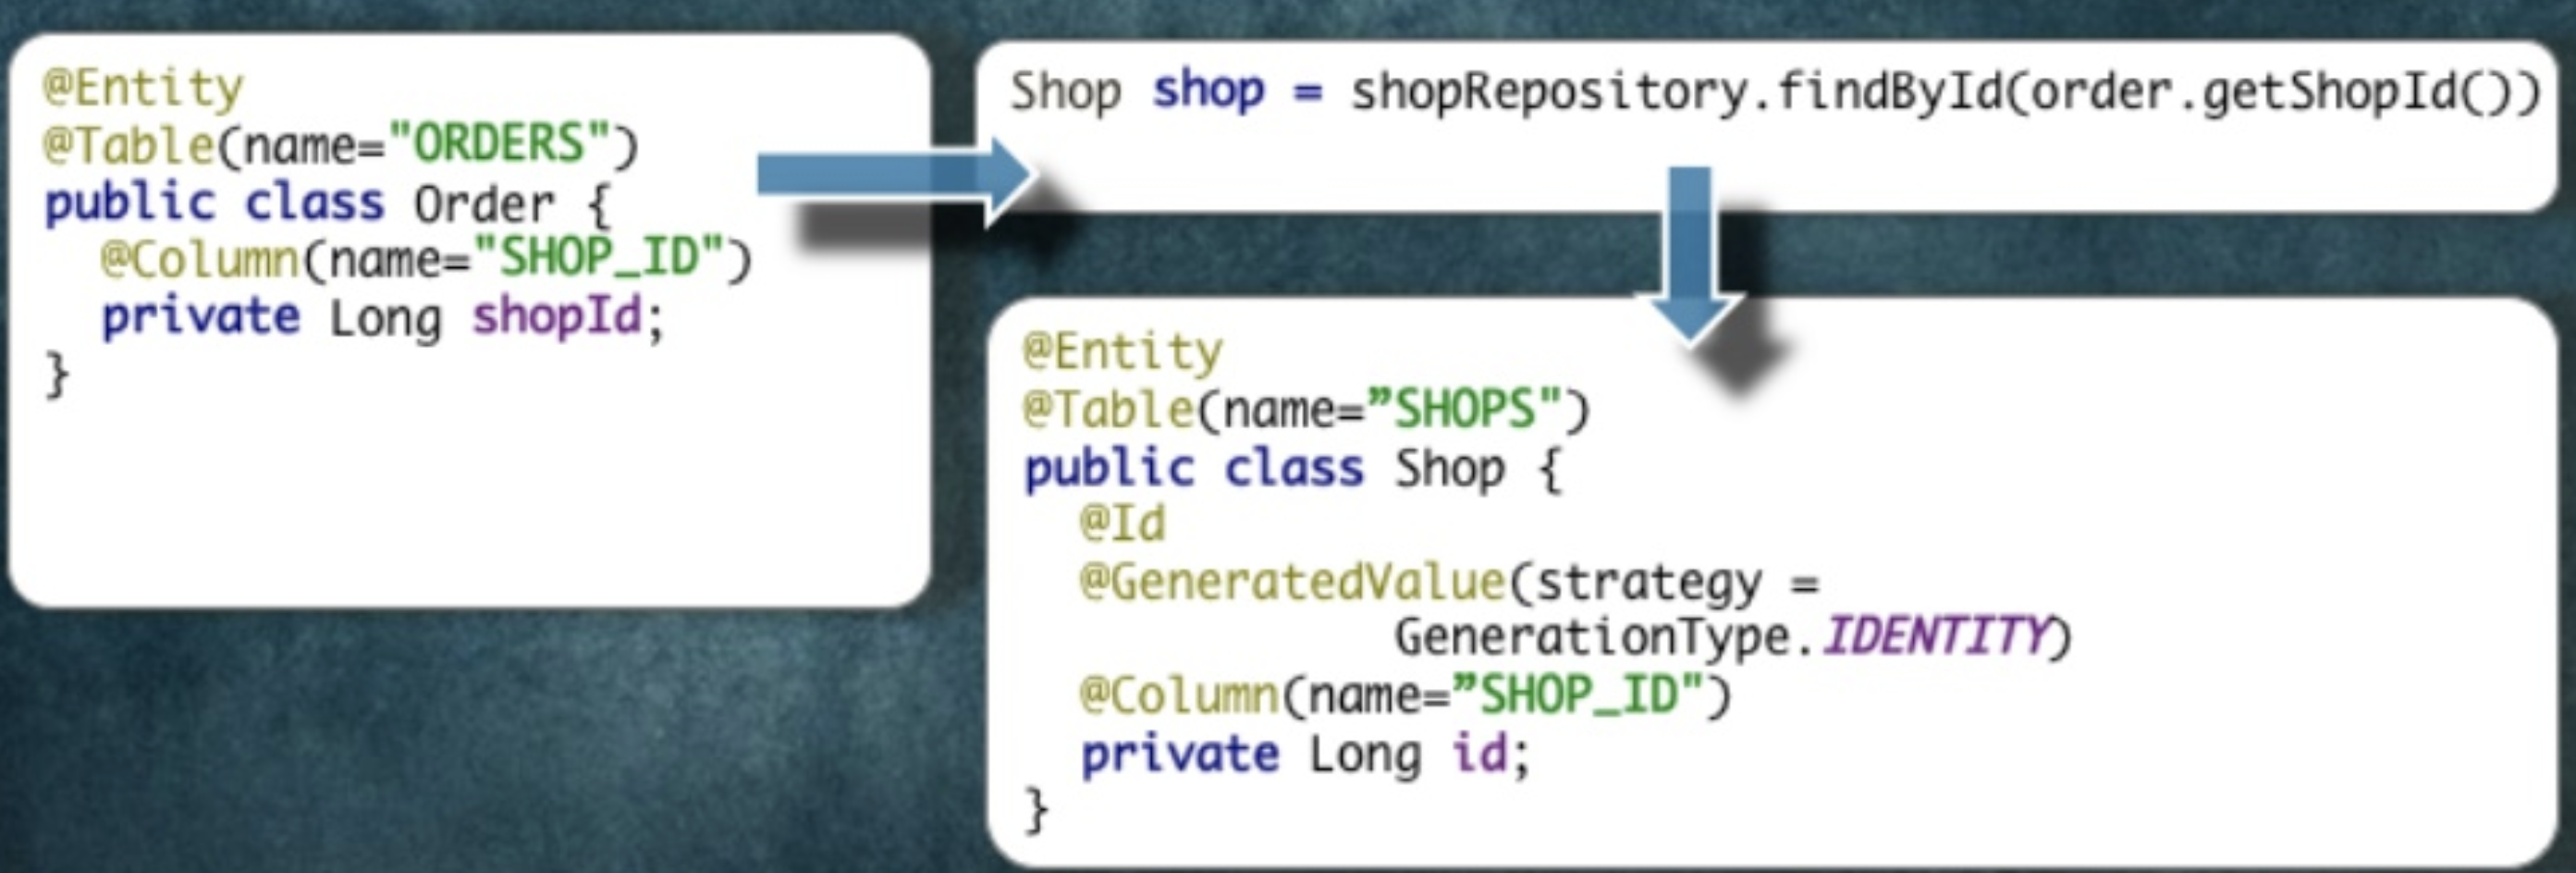 @Entity
@Table(name="ORDERS")
public class Order {
@Column(name="SHOP_ID")
private Long shopId;
}
Shop shop = shopRepository.findById(order.getShopId())
@Entity
@Table(name=”SHOPS")
public class Shop {
@Id
@GeneratedValue(strategy =
GenerationType.IDENTITY)
@Column(name=”SHOP_ID")
private Long id;
}